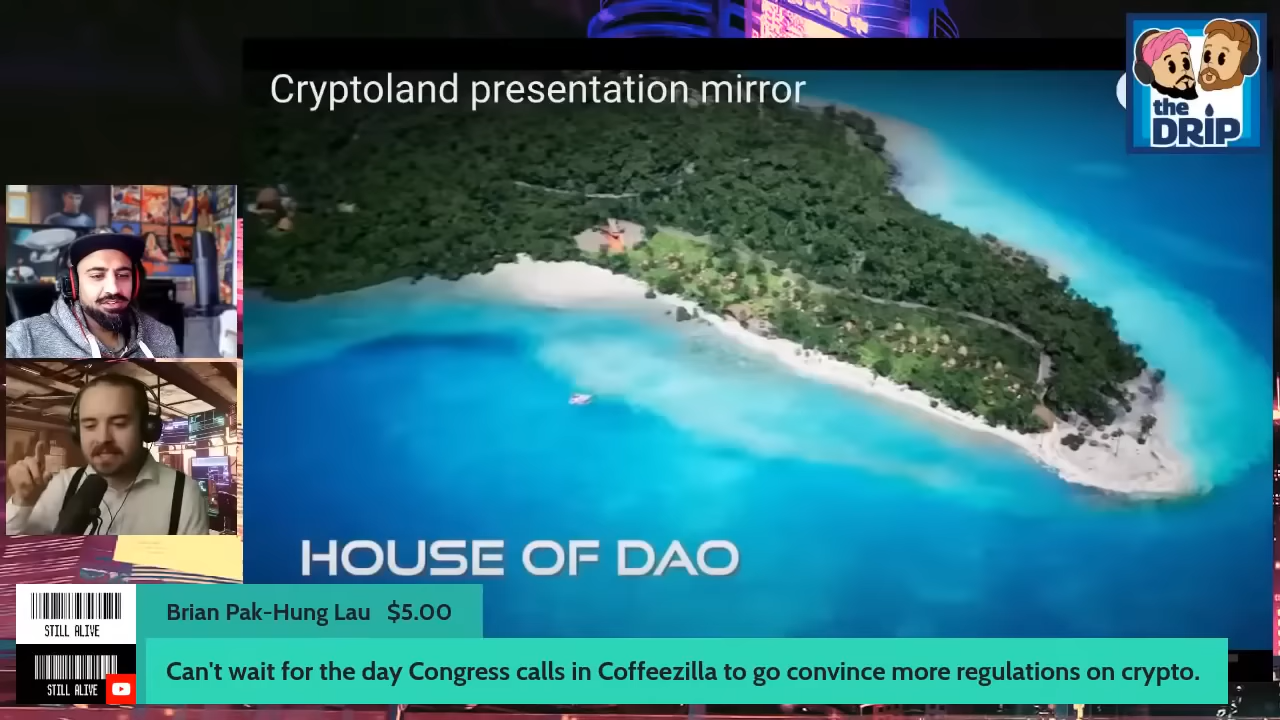 Cryptoland presentation mirror
the
DRIP
HOUSE OF DAO
Brian Pak-Hung Lau $5.00
STILL ALIVE
Can't wait for the day Congress calls in Coffeezilla to go convince more regulations on crypto.
STILL ALIVE